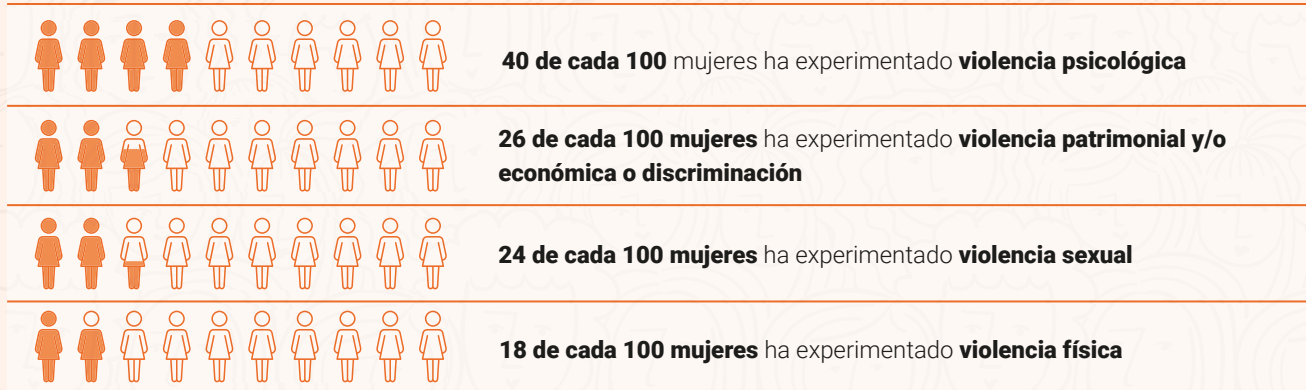 40 de cada 100 mujeres ha experimentado violencia psicológica
26 de cada 100 mujeres ha experimentado violencia patrimonial y/o
económica o discriminación
24 de cada 100 mujeres ha experimentado violencia sexual
18 de cada 100 mujeres ha experimentado violencia física